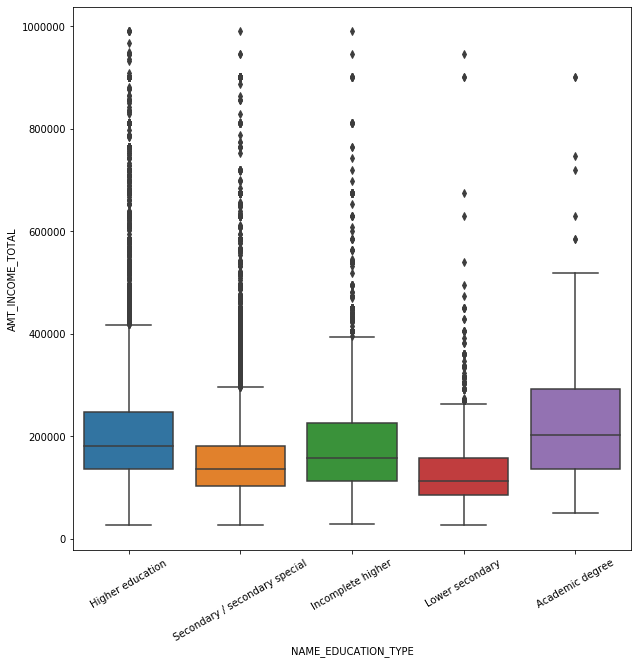 1000000
800000
600000
400000
200000
0
AMT_INCOME_TOTAL
Higher education
Secondary / secondary special
Incomplete higher
Lower secondary
Academic degree
NAME_EDUCATION_TYPE